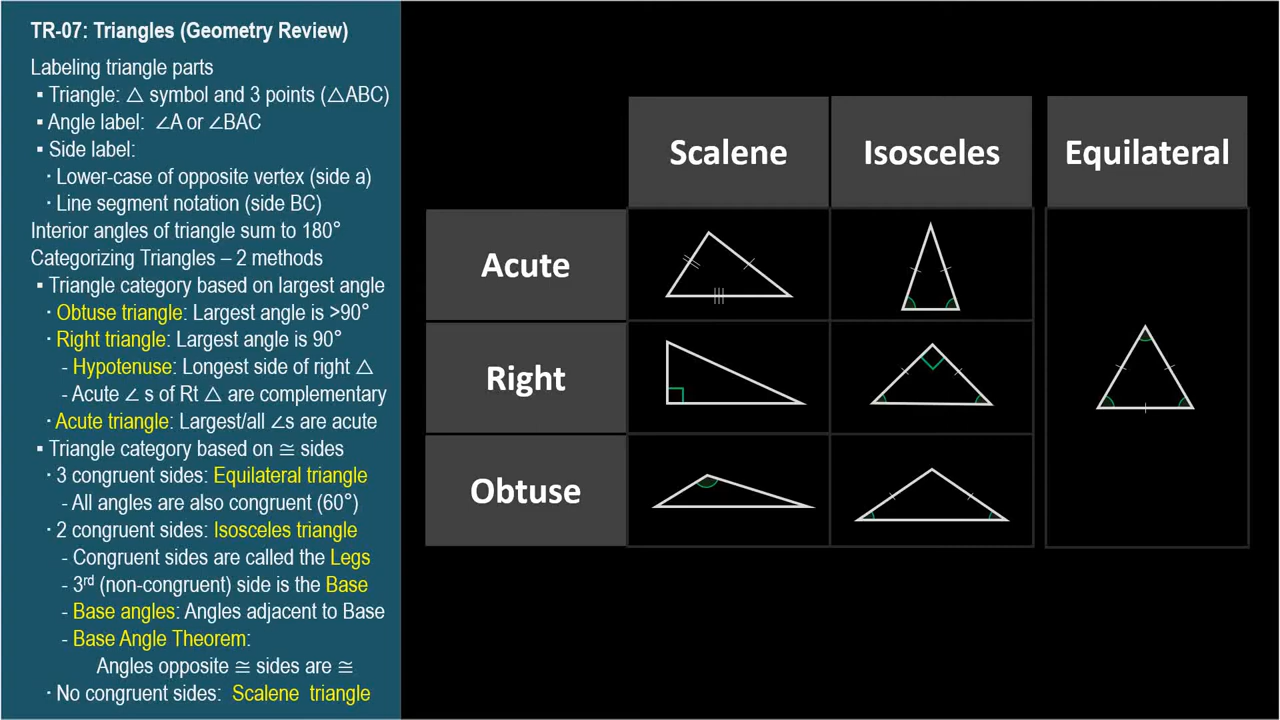 TR-07: Triangles (Geometry Review)
Labeling triangle parts
▪ Triangle: △ symbol and 3 points (△ABC)
▪ Angle label: ∠A or ∠BAC
▪ Side label:
· Lower-case of opposite vertex (side a)
· Line segment notation (side BC)
Interior angles of triangle sum to 180°
Categorizing Triangles – 2 methods
▪ Triangle category based on largest angle
· Obtuse triangle: Largest angle is >90°
· Right triangle: Largest angle is 90°
- Hypotenuse: Longest side of right △
- Acute ∠ s of Rt △ are complementary
· Acute triangle: Largest/all ∠s are acute
▪ Triangle category based on ≅ sides
· 3 congruent sides: Equilateral triangle
- All angles are also congruent (60°)
· 2 congruent sides: Isosceles triangle
- Congruent sides are called the Legs
- 3rd (non-congruent) side is the Base
- Base angles: Angles adjacent to Base
- Base Angle Theorem:
Angles opposite ≅ sides are ≅
· No congruent sides: Scalene triangle
Scalene
Isosceles
Equilateral
Acute
Right
Obtuse